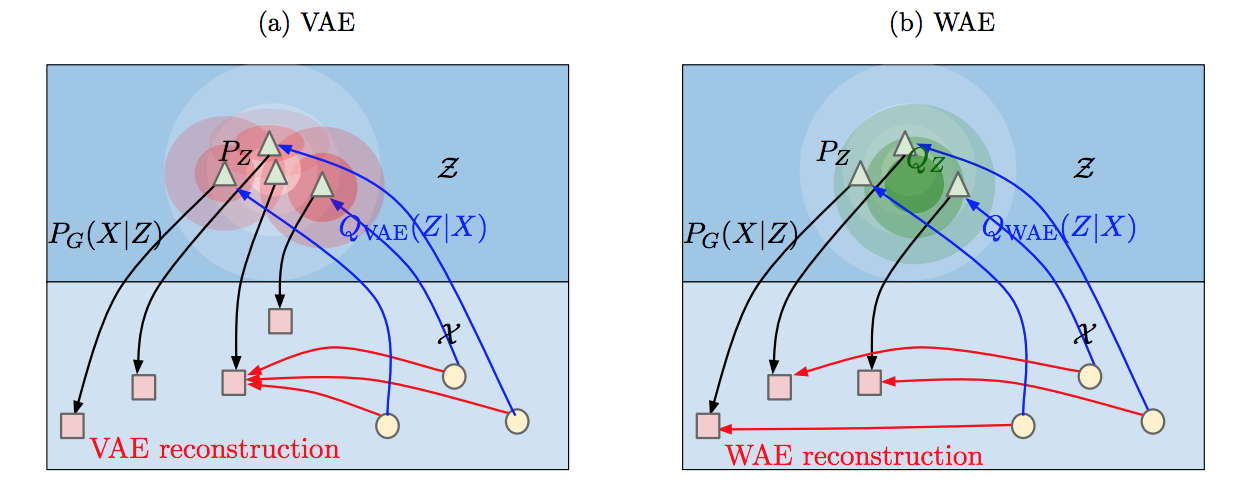 (a) VAE
(b) WAE
P_Z
𝒵
Q_VAE(Z|X)
P_G(X|Z)
𝒳
VAE reconstruction
P_Z
Q_Z
𝒵
Q_WAE(Z|X)
P_G(X|Z)
𝒳
WAE reconstruction